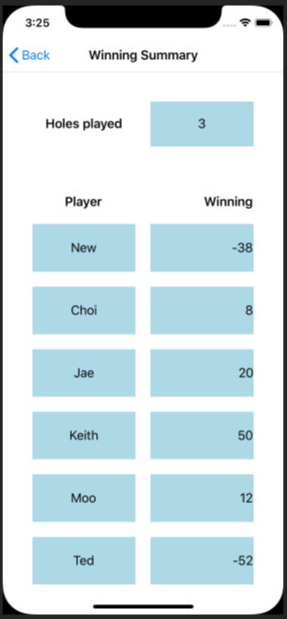 3:25
Back Winning Summary
Holes played 3
Player Winning
New -38
Choi 8
Jae 20
Keith 50
Moo 12
Ted -52